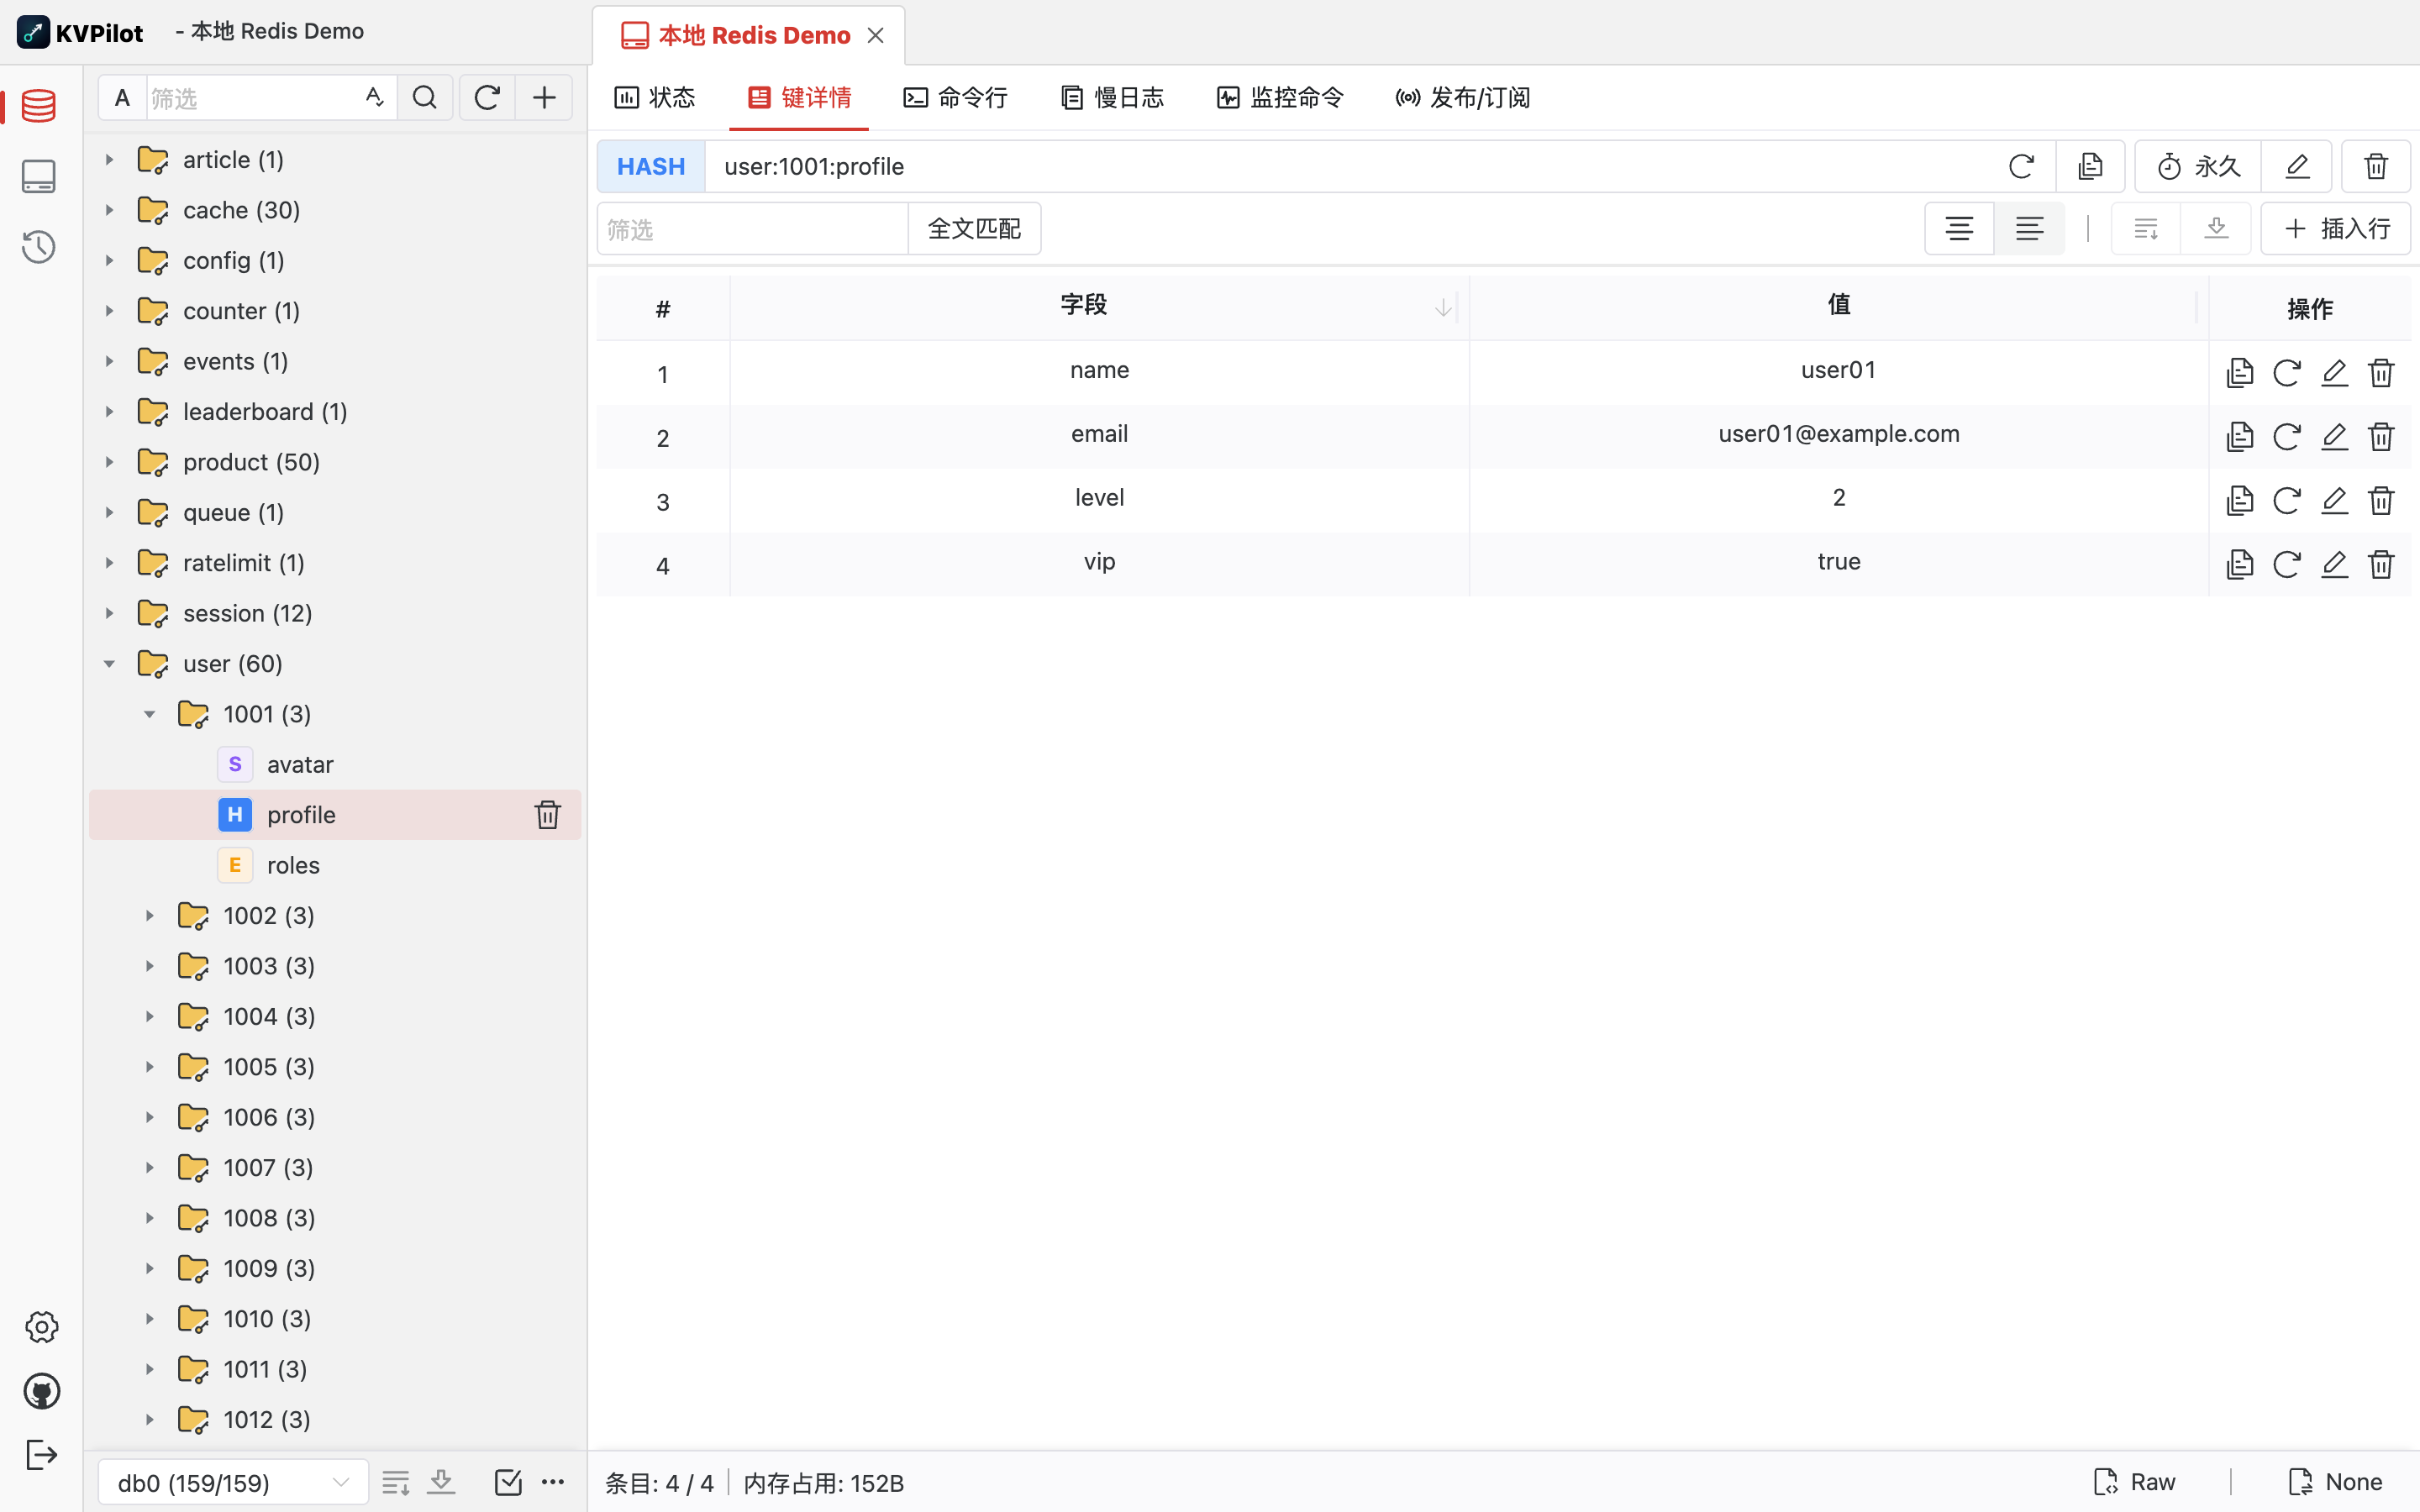 KVPilot - 本地 Redis Demo
本地 Redis Demo
A 筛选
状态 键详情 命令行 慢日志 监控命令 发布/订阅
HASH user:1001:profile 永久
筛选 全文匹配 插入行
# 字段 值 操作
1 name user01
2 email user01@example.com
3 level 2
4 vip true
article (1)
cache (30)
config (1)
counter (1)
events (1)
leaderboard (1)
product (50)
queue (1)
ratelimit (1)
session (12)
user (60)
1001 (3)
S avatar
H profile
E roles
1002 (3)
1003 (3)
1004 (3)
1005 (3)
1006 (3)
1007 (3)
1008 (3)
1009 (3)
1010 (3)
1011 (3)
1012 (3)
db0 (159/159)
条目: 4 / 4 内存占用: 152B
Raw None